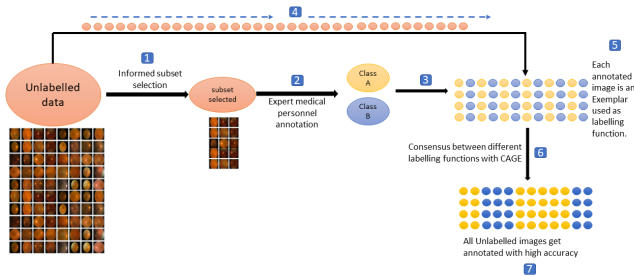 4
1
Informed subset
selection
Unlabelled
data
subset
selected
2
Expert medical
personnel
annotation
Class
A
Class
B
3
5
Each
annotated
image is an
Exemplar
used as
labelling
function.
Consensus between different
labelling functions with CAGE
6
All Unlabelled images get
annotated with high accuracy
7